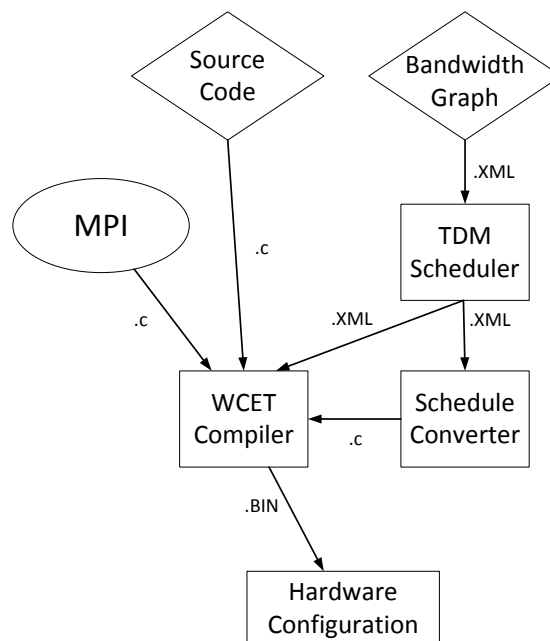 Source
Code
Bandwidth
Graph
.XML
MPI
TDM
Scheduler
.c
.c
.XML
.XML
WCET
Compiler
Schedule
Converter
.c
.BIN
Hardware
Configuration